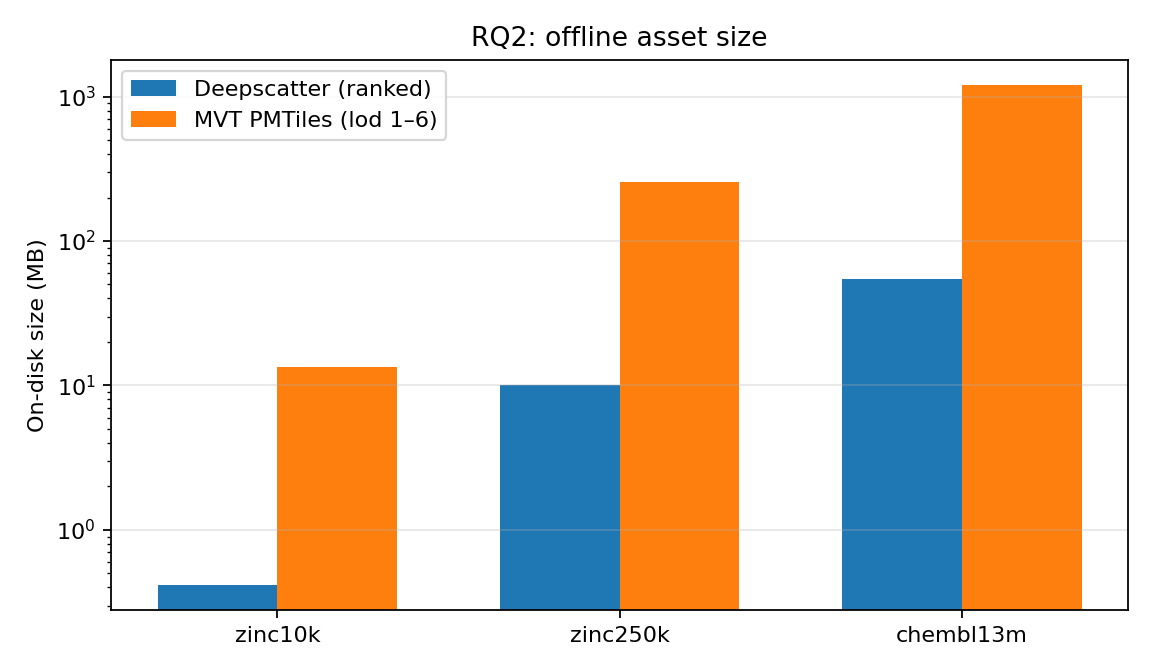 RQ2: offline asset size
Deepscatter (ranked)
MVT PMTiles (lod 1–6)
On-disk size (MB)
10³
10²
10¹
10⁰
zinc10k
zinc250k
chembl13m